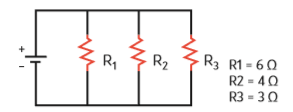 +
−
R1
R2
R3
R1 = 6 Ω
R2 = 4 Ω
R3 = 3 Ω